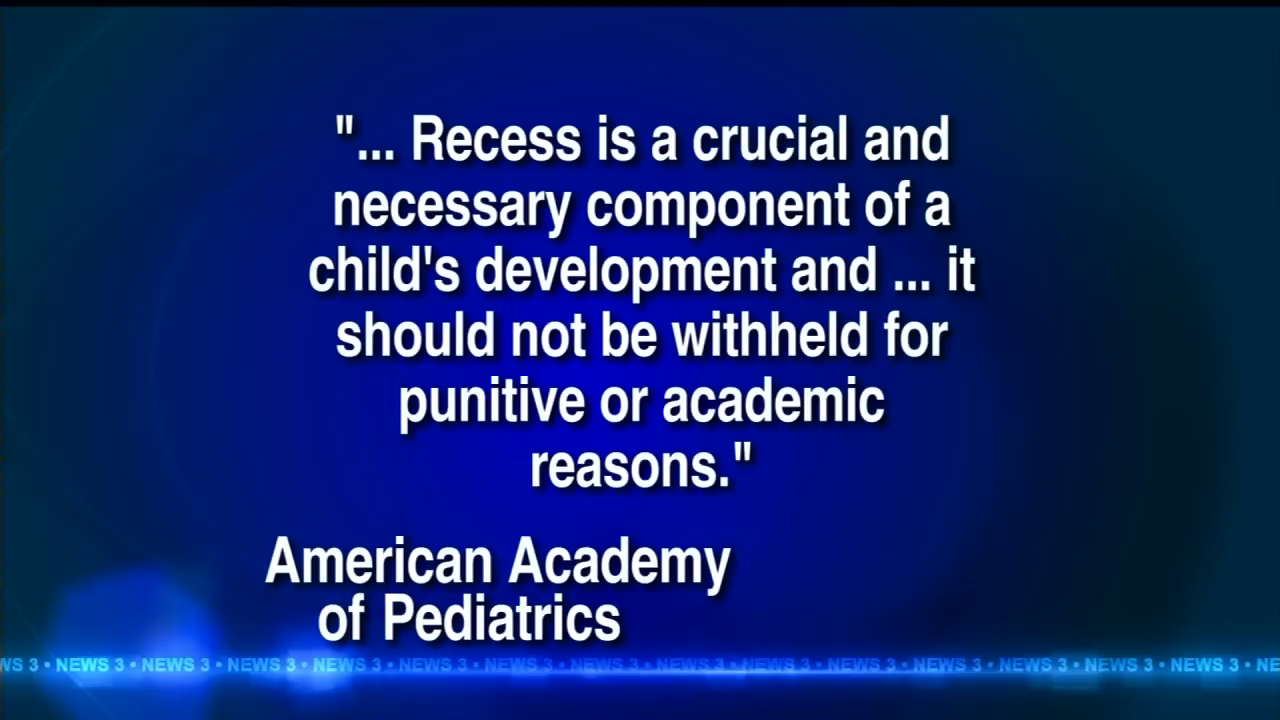 "... Recess is a crucial and
necessary component of a
child's development and ... it
should not be withheld for
punitive or academic
reasons."
American Academy
of Pediatrics
WS 3 • NEWS 3 • NEWS 3 • NEWS 3 • NEWS 3 • NEWS 3 • NEWS 3 • NEWS 3 • NEWS 3 • NEWS 3 • NEWS 3 • NEWS 3 • NEWS 3 • NEWS 3 • NEWS 3 • NE